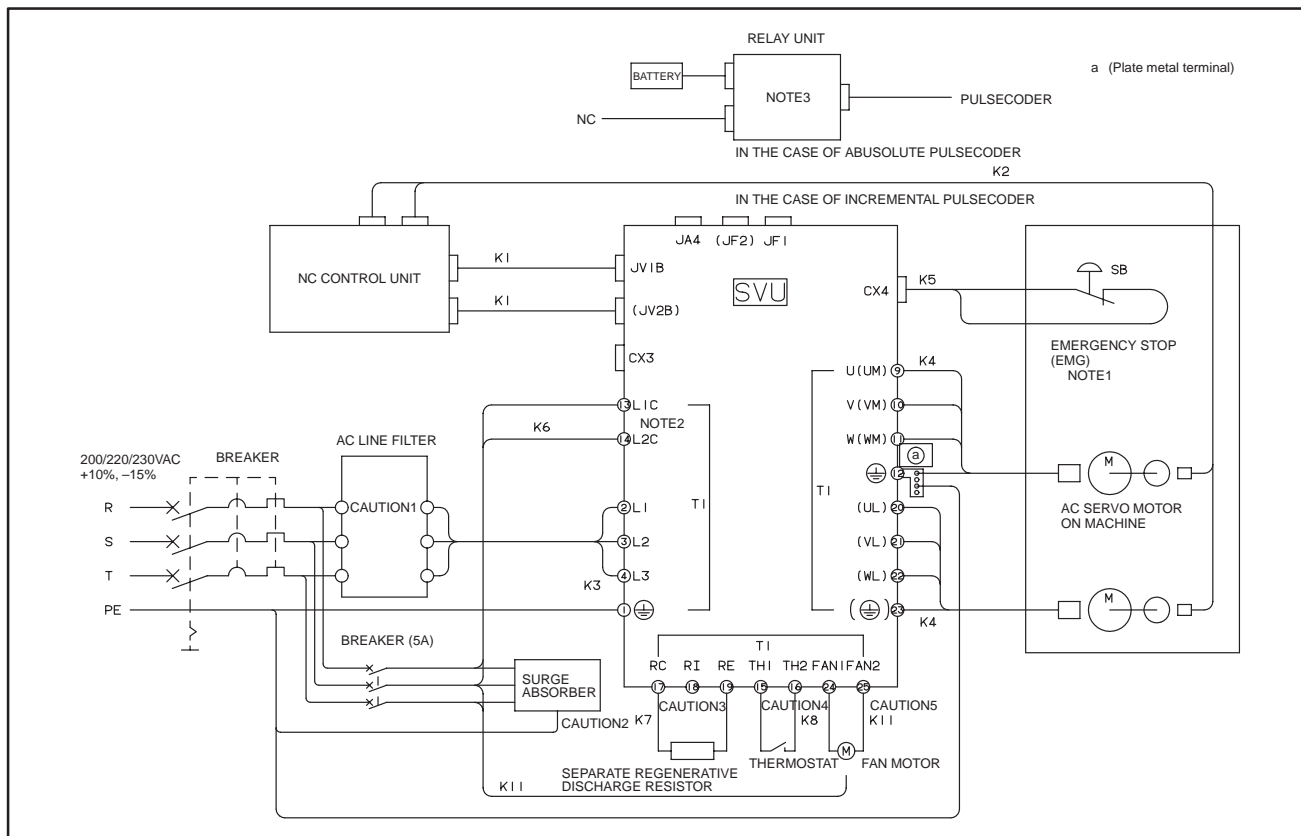 RELAY UNIT
a (Plate metal terminal)
BATTERY
NOTE3
PULSECODER
NC
IN THE CASE OF ABUSOLUTE PULSECODER
K2
IN THE CASE OF INCREMENTAL PULSECODER
JA4 (JF2) JF1
NC CONTROL UNIT
K1
JV1B
SVU
CX4
K5
SB
K1
(JV2B)
CX3
EMERGENCY STOP
(EMG)
NOTE1
U(UM) 9
K4
13 L1C
V(VM) 10
NOTE2
K6
14 L2C
W(WM) 11
AC LINE FILTER
200/220/230VAC
+10%, –15%
BREAKER
a
12
M
CAUTION1
R
2 L1
T1
T1
(UL) 20
AC SERVO MOTOR
ON MACHINE
S
3 L2
(VL) 21
T
K3
4 L3
(WL) 22
PE
1
( ) 23
K4
M
BREAKER (5A)
T1
RC RI RE TH1 TH2 FAN1 FAN2
17 18 19 15 16 24 25
SURGE
ABSORBER
CAUTION2
K7
CAUTION3
CAUTION4
K8
CAUTION5
K11
M
SEPARATE REGENERATIVE
DISCHARGE RESISTOR
THERMOSTAT
FAN MOTOR
K11